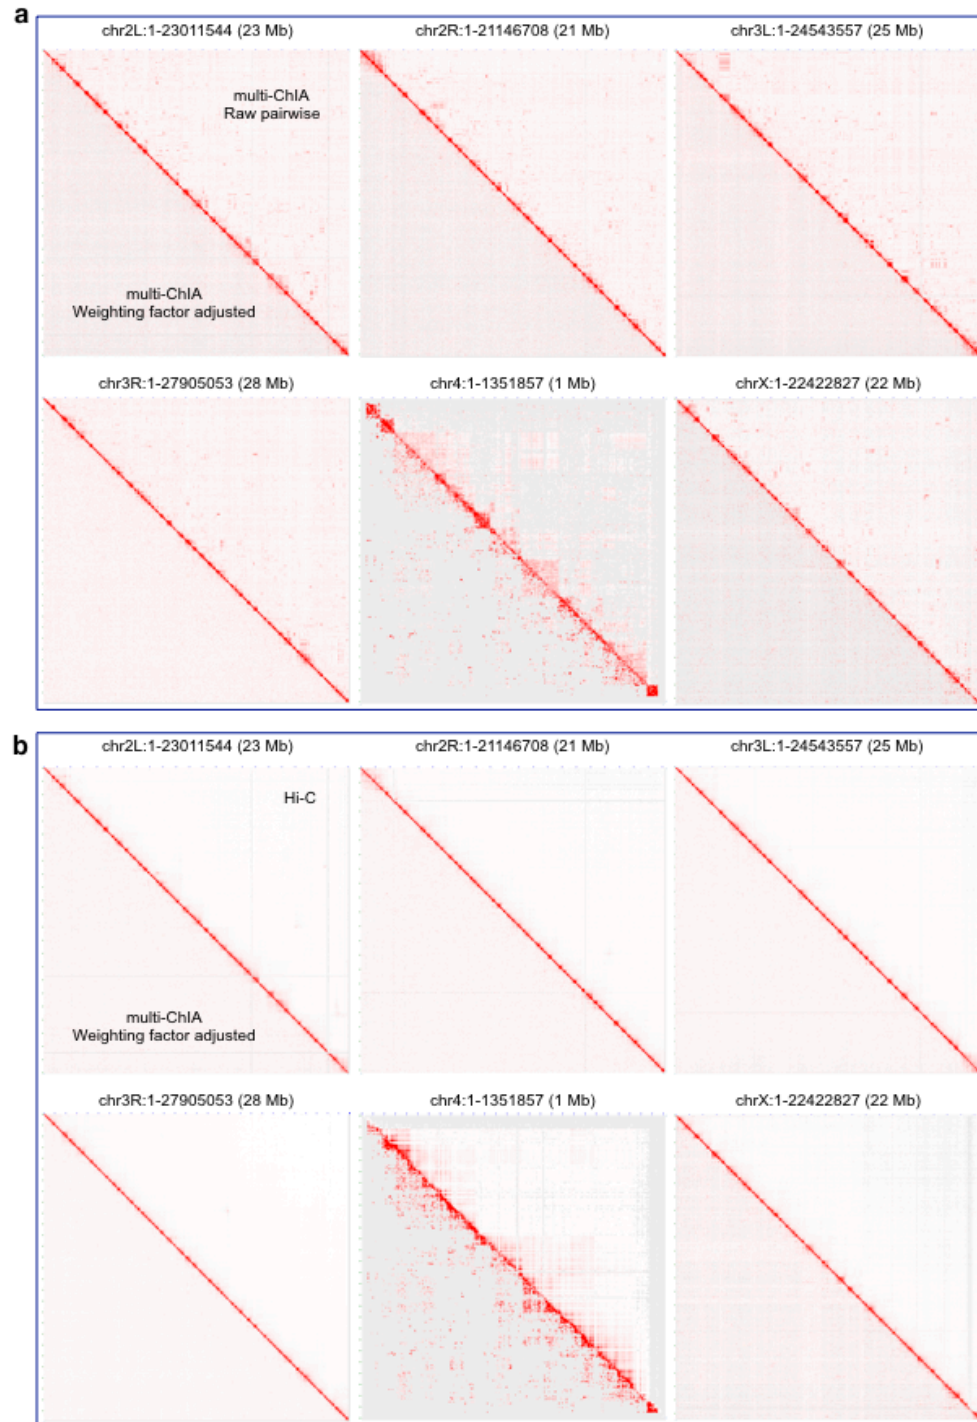 a
chr2L:1-23011544 (23 Mb)
chr2R:1-21146708 (21 Mb)
chr3L:1-24543557 (25 Mb)
multi-ChIA
Raw pairwise
multi-ChIA
Weighting factor adjusted
chr3R:1-27905053 (28 Mb)
chr4:1-1351857 (1 Mb)
chrX:1-22422827 (22 Mb)
b
chr2L:1-23011544 (23 Mb)
chr2R:1-21146708 (21 Mb)
chr3L:1-24543557 (25 Mb)
Hi-C
multi-ChIA
Weighting factor adjusted
chr3R:1-27905053 (28 Mb)
chr4:1-1351857 (1 Mb)
chrX:1-22422827 (22 Mb)